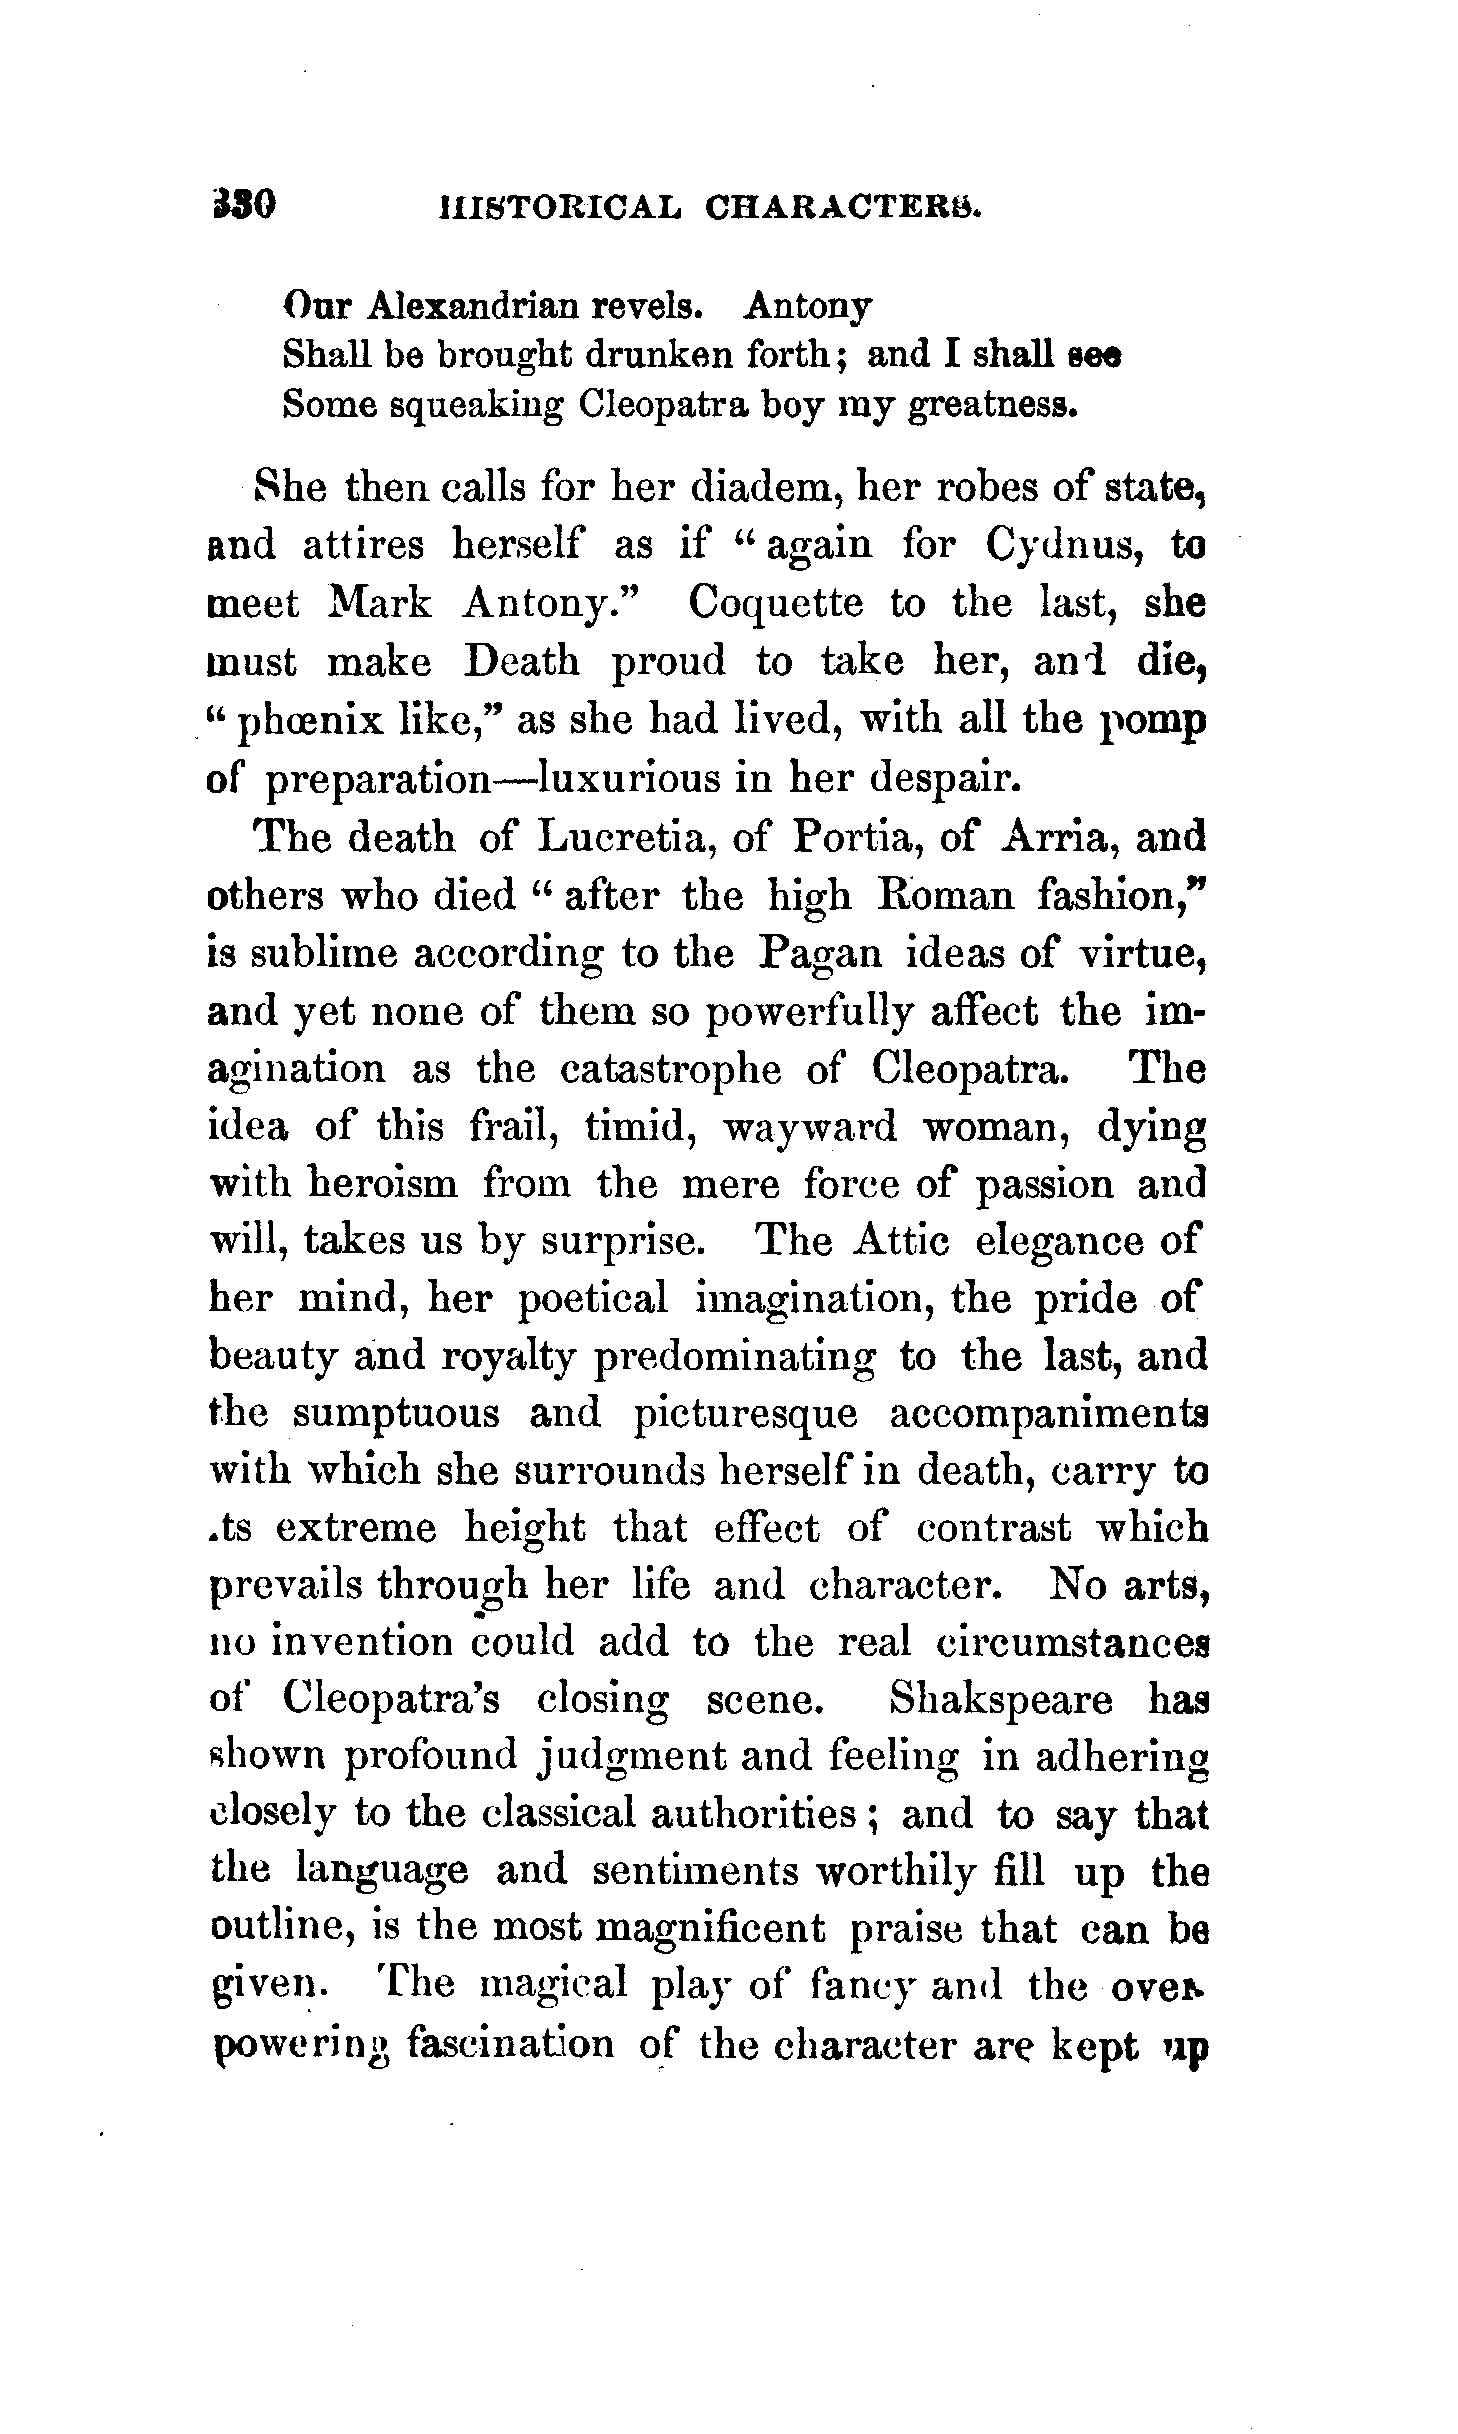 330 HISTORICAL CHARACTERS.
Our Alexandrian revels. Antony
Shall be brought drunken forth; and I shall see
Some squeaking Cleopatra boy my greatness.
She then calls for her diadem, her robes of state,
and attires herself as if “ again for Cydnus, to
meet Mark Antony.” Coquette to the last, she
must make Death proud to take her, and die,
“ phœnix like,” as she had lived, with all the pomp
of preparation—luxurious in her despair.
The death of Lucretia, of Portia, of Arria, and
others who died “ after the high Roman fashion,”
is sublime according to the Pagan ideas of virtue,
and yet none of them so powerfully affect the im-
agination as the catastrophe of Cleopatra. The
idea of this frail, timid, wayward woman, dying
with heroism from the mere force of passion and
will, takes us by surprise. The Attic elegance of
her mind, her poetical imagination, the pride of
beauty and royalty predominating to the last, and
the sumptuous and picturesque accompaniments
with which she surrounds herself in death, carry to
its extreme height that effect of contrast which
prevails through her life and character. No arts,
no invention could add to the real circumstances
of Cleopatra's closing scene. Shakspeare has
shown profound judgment and feeling in adhering
closely to the classical authorities ; and to say that
the language and sentiments worthily fill up the
outline, is the most magnificent praise that can be
given. The magical play of fancy and the over-
powering fascination of the character are kept up